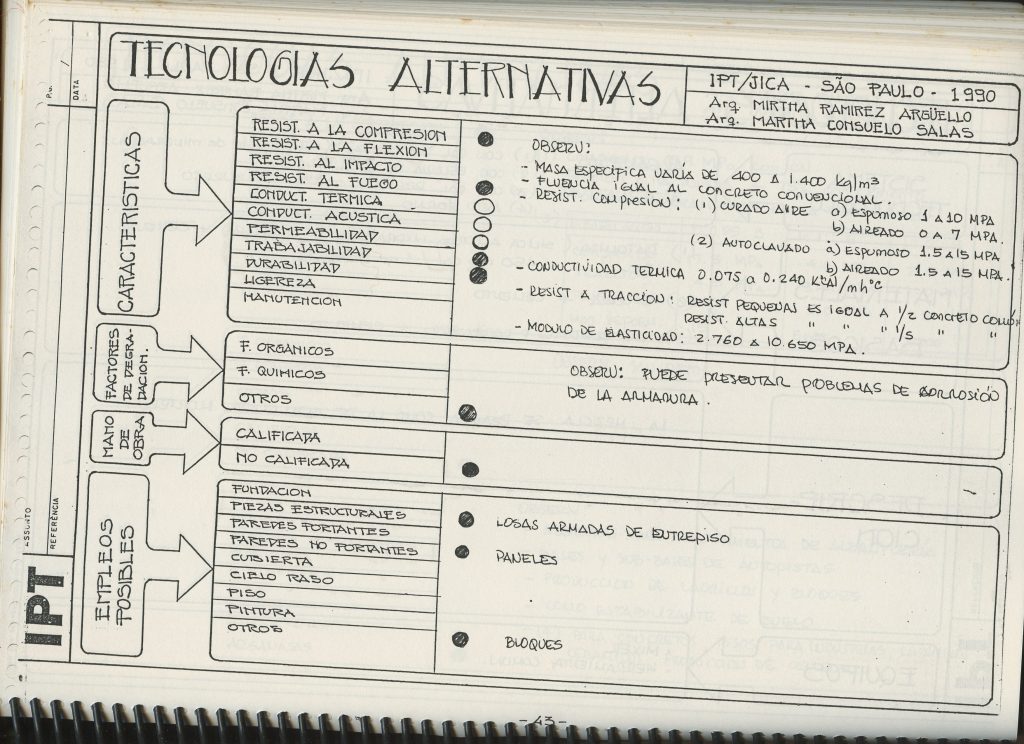 TECNOLOGIAS ALTERNATIVAS
IPT/JICA - SÃO PAULO - 1990
Arq. MIRTHA RAMIREZ ARGÜELLO
Arq. MARTHA CONSUELO SALAS
P.u. /
DATA
ASSUNTO
REFERÊNCIA
IPT
CARACTERISTICAS
RESIST. A LA COMPRESION
RESIST. A LA FLEXION
RESIST. AL IMPACTO
RESIST. AL FUEGO
CONDUCT. TERMICA
CONDUCT. ACUSTICA
PERMEABILIDAD
TRABAJABILIDAD
DURABILIDAD
LIGEREZA
MANUTENCION
OBSERV:
- MASA ESPECÍFICA VARIA DE 400 A 1.400 kg/m³
- FLUENCIA IGUAL AL CONCRETO CONVENCIONAL.
- RESIST. COMPRESION: (1) CURADO AIRE a) ESPUMOSO 1 A 10 MPA
b) AIREADO 0 A 7 MPA.
(2) AUTOCLAVADO a) ESPUMOSO 1.5 A 15 MPA.
b) AIREADO 1.5 A 15 MPA.
- CONDUCTIVIDAD TERMICA 0.075 a 0.240 kcal/mh°C
- RESIST A TRACCION: RESIST PEQUENAS ES IGUAL A 1/2 CONCRETO COMUN
RESIST. ALTAS " " " 1/5 " "
- MODULO DE ELASTICIDAD: 2.760 A 10.650 MPA.
FACTORES
DE DEGRA-
DACION.
F. ORGANICOS
F. QUIMICOS
OTROS
OBSERV: PUEDE PRESENTAR PROBLEMAS DE CORROSIÓN
DE LA ARMADURA.
MANO
DE
OBRA
CALIFICADA
NO CALIFICADA
EMPLEOS
POSIBLES
FUNDACION
PIEZAS ESTRUCTURALES
PAREDES PORTANTES
PAREDES NO PORTANTES
CUBIERTA
CIELO RASO
PISO
PINTURA
OTROS
LOSAS ARMADAS DE ENTREPISO
PANELES
BLOQUES
- 43 -